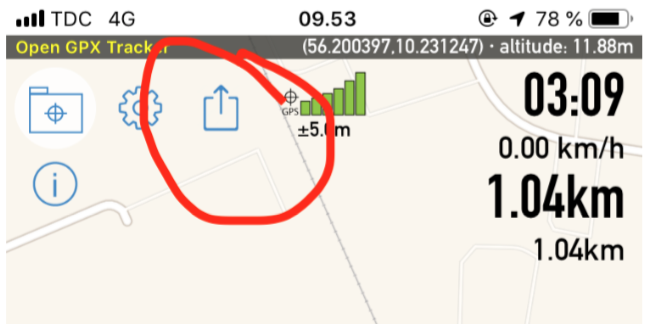 TDC 4G 09.53 78 %
Open GPX Tracker (56.200397,10.231247) · altitude: 11.88m
03:09
GPS
±5.0m
0.00 km/h
1.04km
1.04km